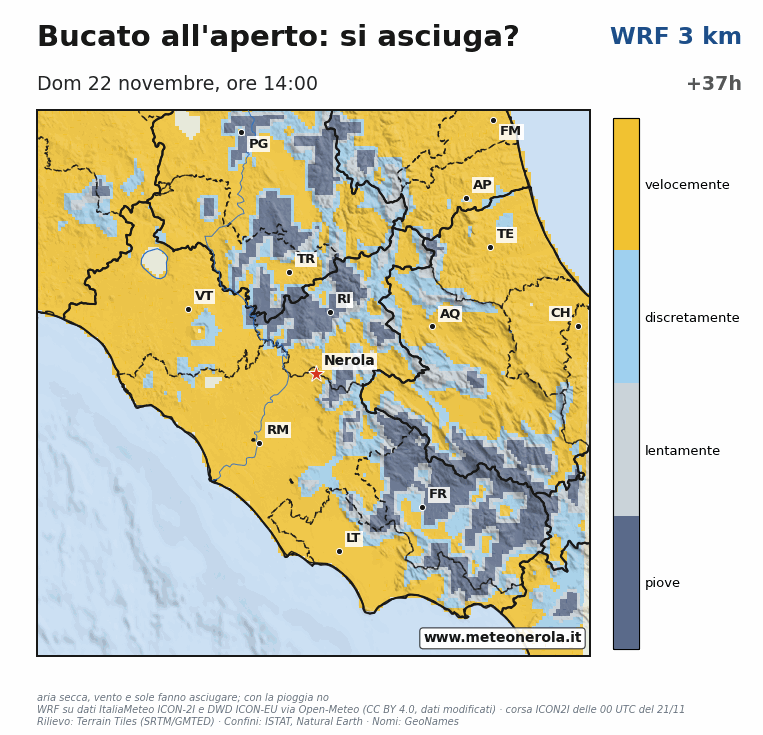 Bucato all'aperto: si asciuga?
WRF 3 km
Dom 22 novembre, ore 14:00
+37h
FM
PG
AP
TE
TR
VT
RI
AQ
CH
Nerola
RM
FR
LT
www.meteonerola.it
velocemente
discretamente
lentamente
piove
aria secca, vento e sole fanno asciugare; con la pioggia no
WRF su dati ItaliaMeteo ICON-2I e DWD ICON-EU via Open-Meteo (CC BY 4.0, dati modificati) · corsa ICON2I delle 00 UTC del 21/11
Rilievo: Terrain Tiles (SRTM/GMTED) · Confini: ISTAT, Natural Earth · Nomi: GeoNames